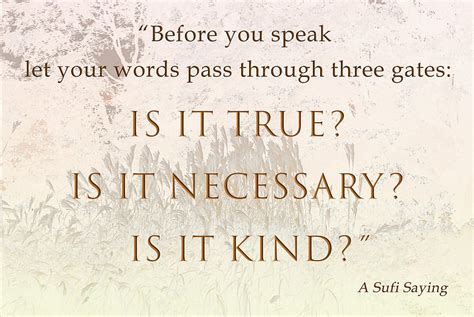 “Before you speak
let your words pass through three gates:
IS IT TRUE?
IS IT NECESSARY?
IS IT KIND?”
A Sufi Saying